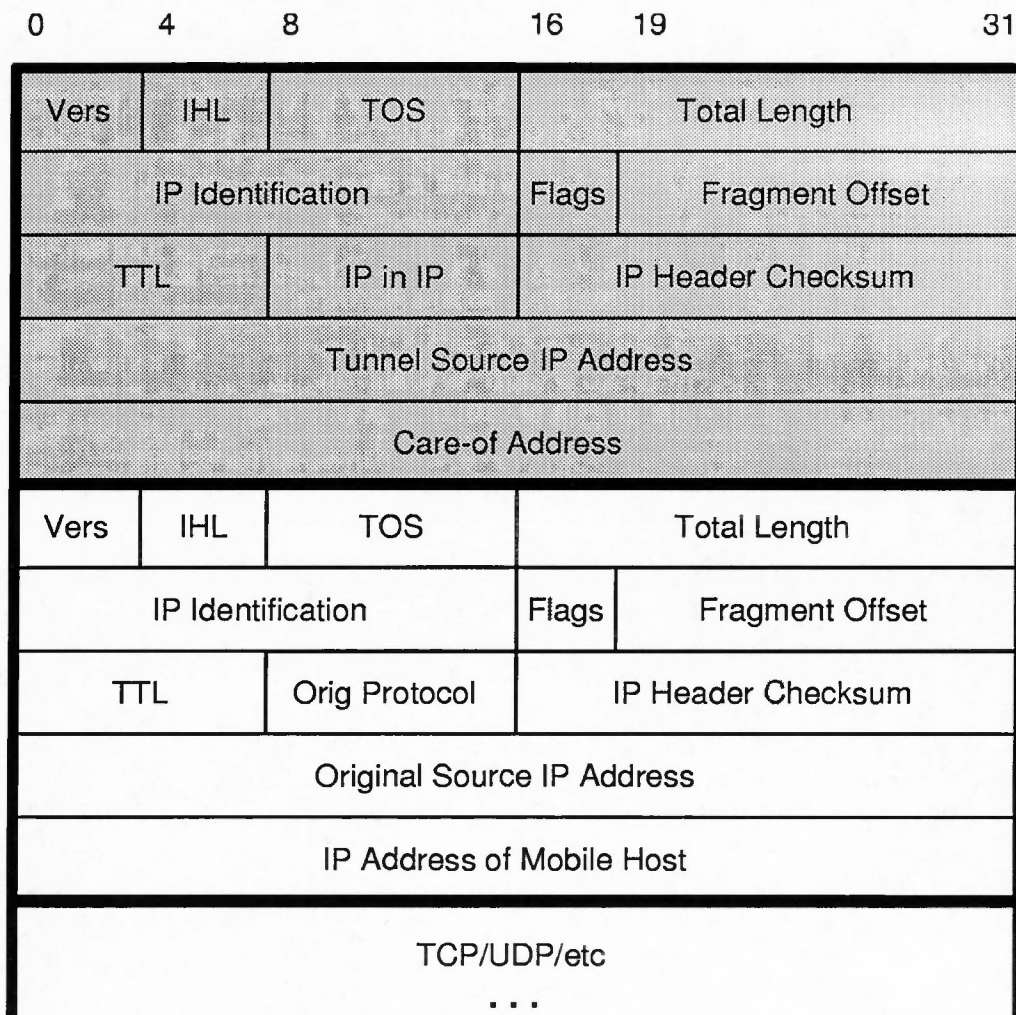 0 4 8 16 19 31
Vers IHL TOS Total Length
IP Identification Flags Fragment Offset
TTL IP in IP IP Header Checksum
Tunnel Source IP Address
Care-of Address
Vers IHL TOS Total Length
IP Identification Flags Fragment Offset
TTL Orig Protocol IP Header Checksum
Original Source IP Address
IP Address of Mobile Host
TCP/UDP/etc
. . .